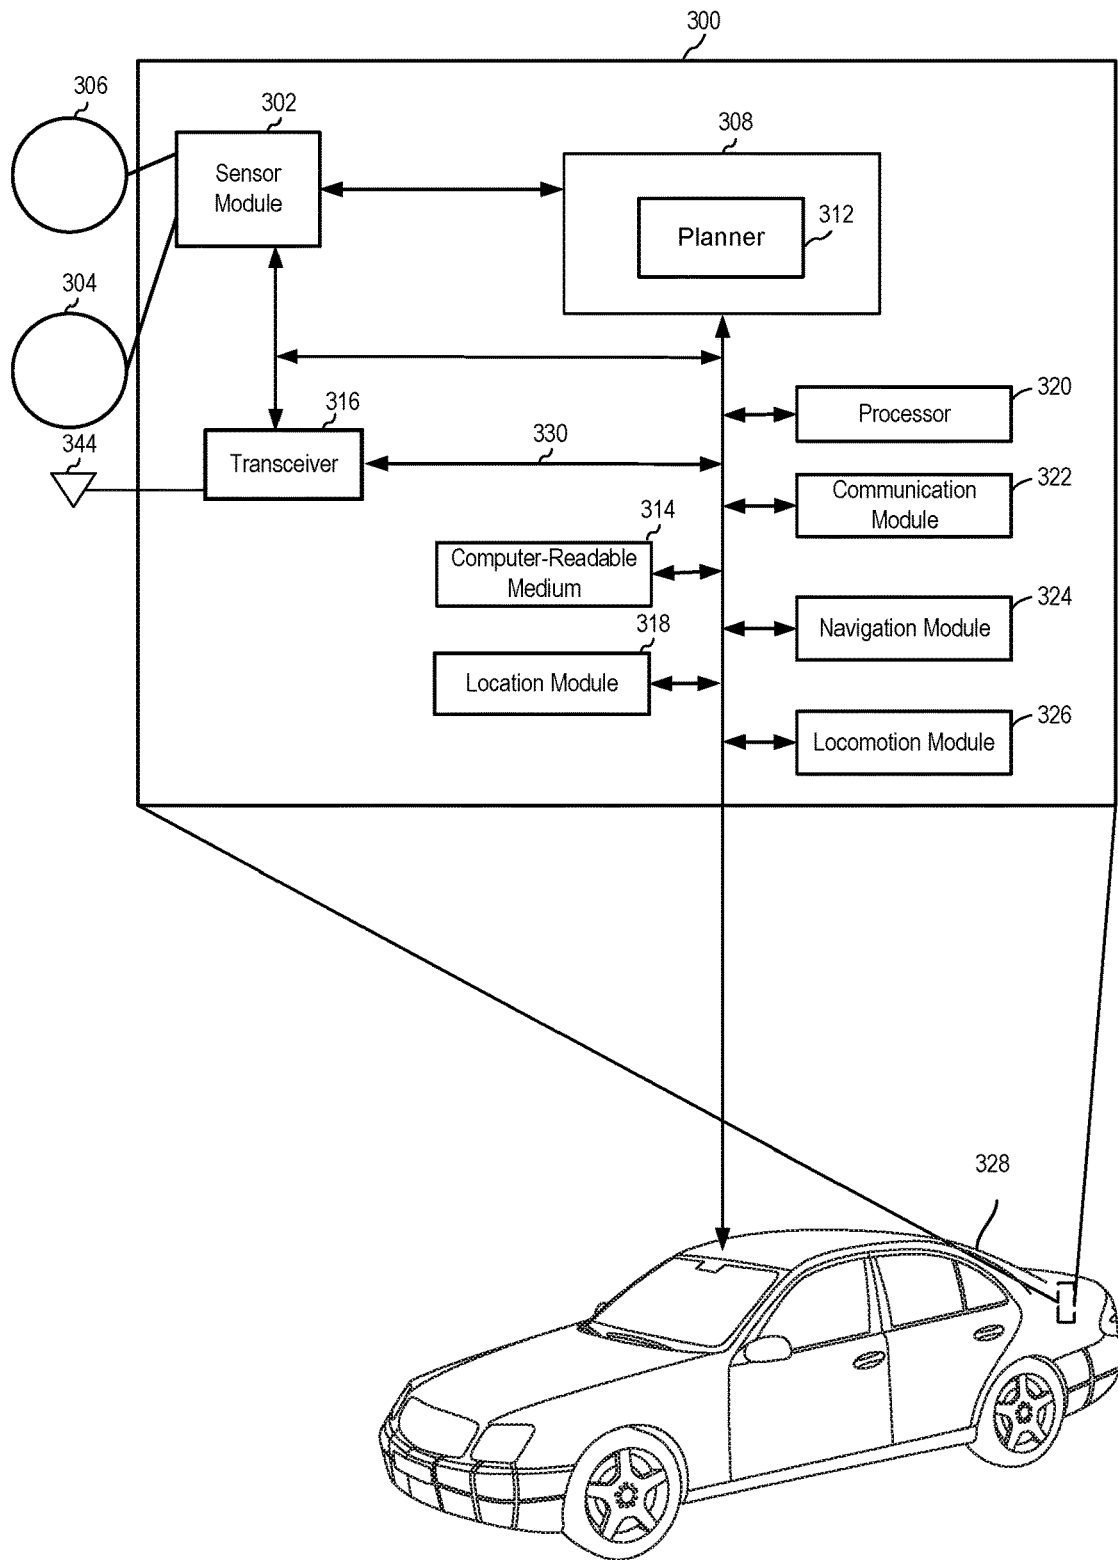 300
306
302
308
Sensor
Module
312
Planner
304
320
316
Processor
344
330
Transceiver
322
Communication
Module
314
Computer-Readable
Medium
324
Navigation Module
318
Location Module
326
Locomotion Module
328